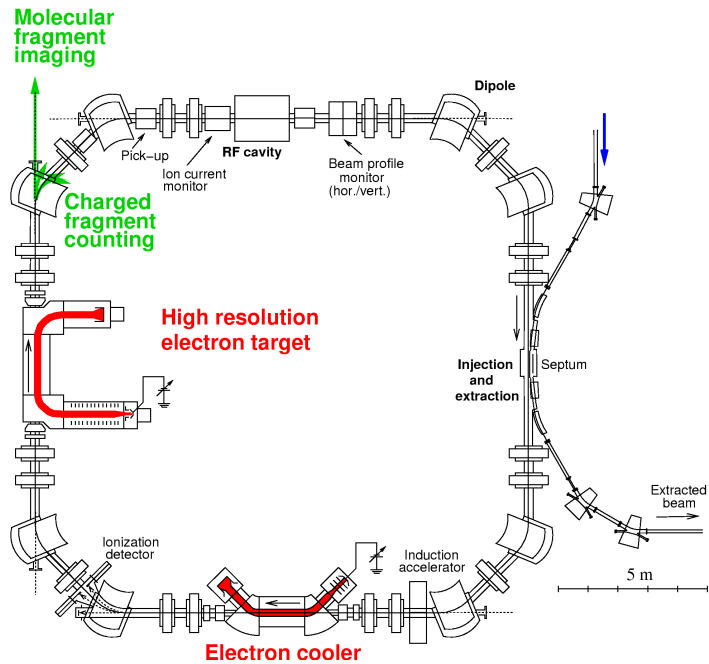 Molecular
fragment
imaging
Dipole
Pick-up
Ion current
monitor
RF cavity
Beam profile
monitor
(hor./vert.)
Charged
fragment
counting
High resolution
electron target
Injection
and
extraction
Septum
Extracted
beam
Ionization
detector
Induction
accelerator
5 m
Electron cooler